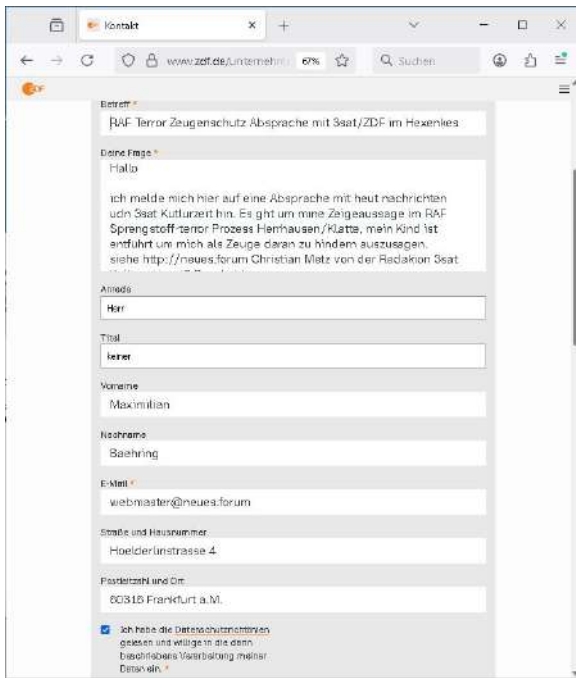 Kontakt
www.zdf.de/unternehm
67%
Suchen
ZDF
Betreff *
RAF Terror Zeugenschutz Absprache mit 3sat/ZDF im Hexenkes
Deine Frage *
Hallo
ich melde mich hier auf eine Absprache mit heut nachrichten
udn 3sat Kutlurzeit hin. Es ght um mine Zeigeaussage im RAF
Sprengstoff-terror Prozess Herrhausen/Klatte, mein Kind ist
entführt um mich als Zeuge daran zu hindern auszusagen.
siehe http://neues.forum Christian Metz von der Redakion 3sat
Anrede
Herr
Titel
keiner
Vorname
Maximilian
Nachname
Baehring
E-Mail *
webmaster@neues.forum
Straße und Hausnummer
Hoelderlinstrasse 4
Postleitzahl und Ort
60316 Frankfurt a.M.
Ich habe die Datenschutzrichtlinien
gelesen und willige in die darin
beschriebene Verarbeitung meiner
Daten ein. *